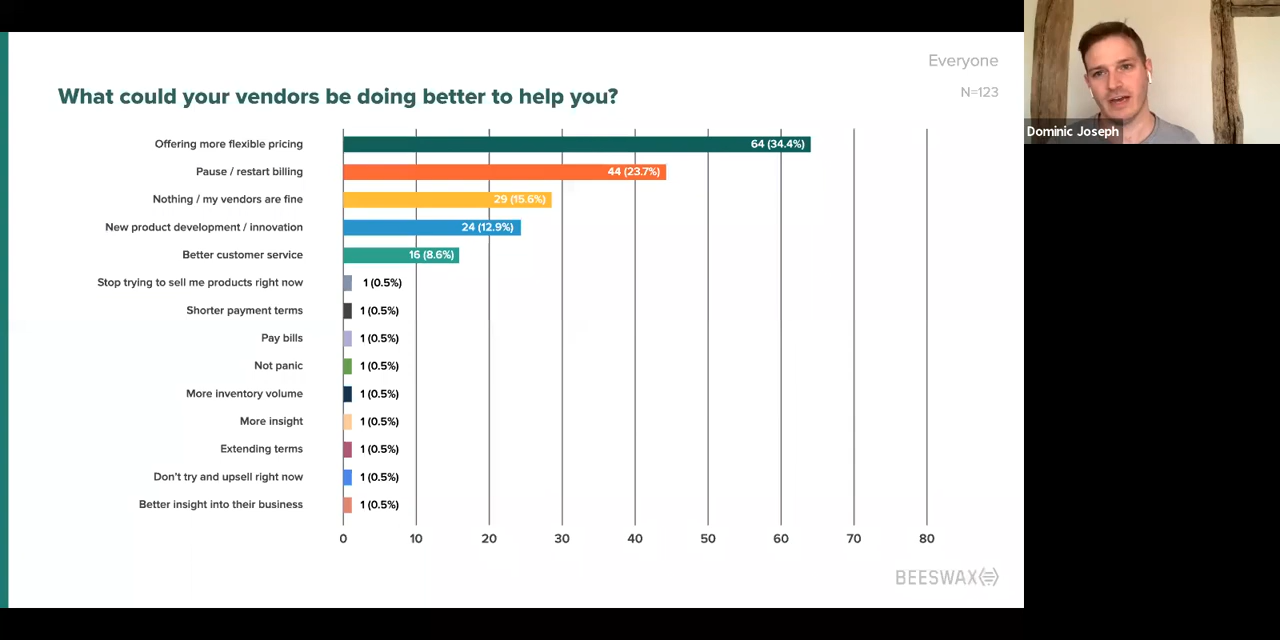 Everyone
What could your vendors be doing better to help you?
N=123
Dominic Joseph
Offering more flexible pricing 64 (34.4%)
Pause / restart billing 44 (23.7%)
Nothing / my vendors are fine 29 (15.6%)
New product development / innovation 24 (12.9%)
Better customer service 16 (8.6%)
Stop trying to sell me products right now 1 (0.5%)
Shorter payment terms 1 (0.5%)
Pay bills 1 (0.5%)
Not panic 1 (0.5%)
More inventory volume 1 (0.5%)
More insight 1 (0.5%)
Extending terms 1 (0.5%)
Don't try and upsell right now 1 (0.5%)
Better insight into their business 1 (0.5%)
0 10 20 30 40 50 60 70 80
BEESWAX